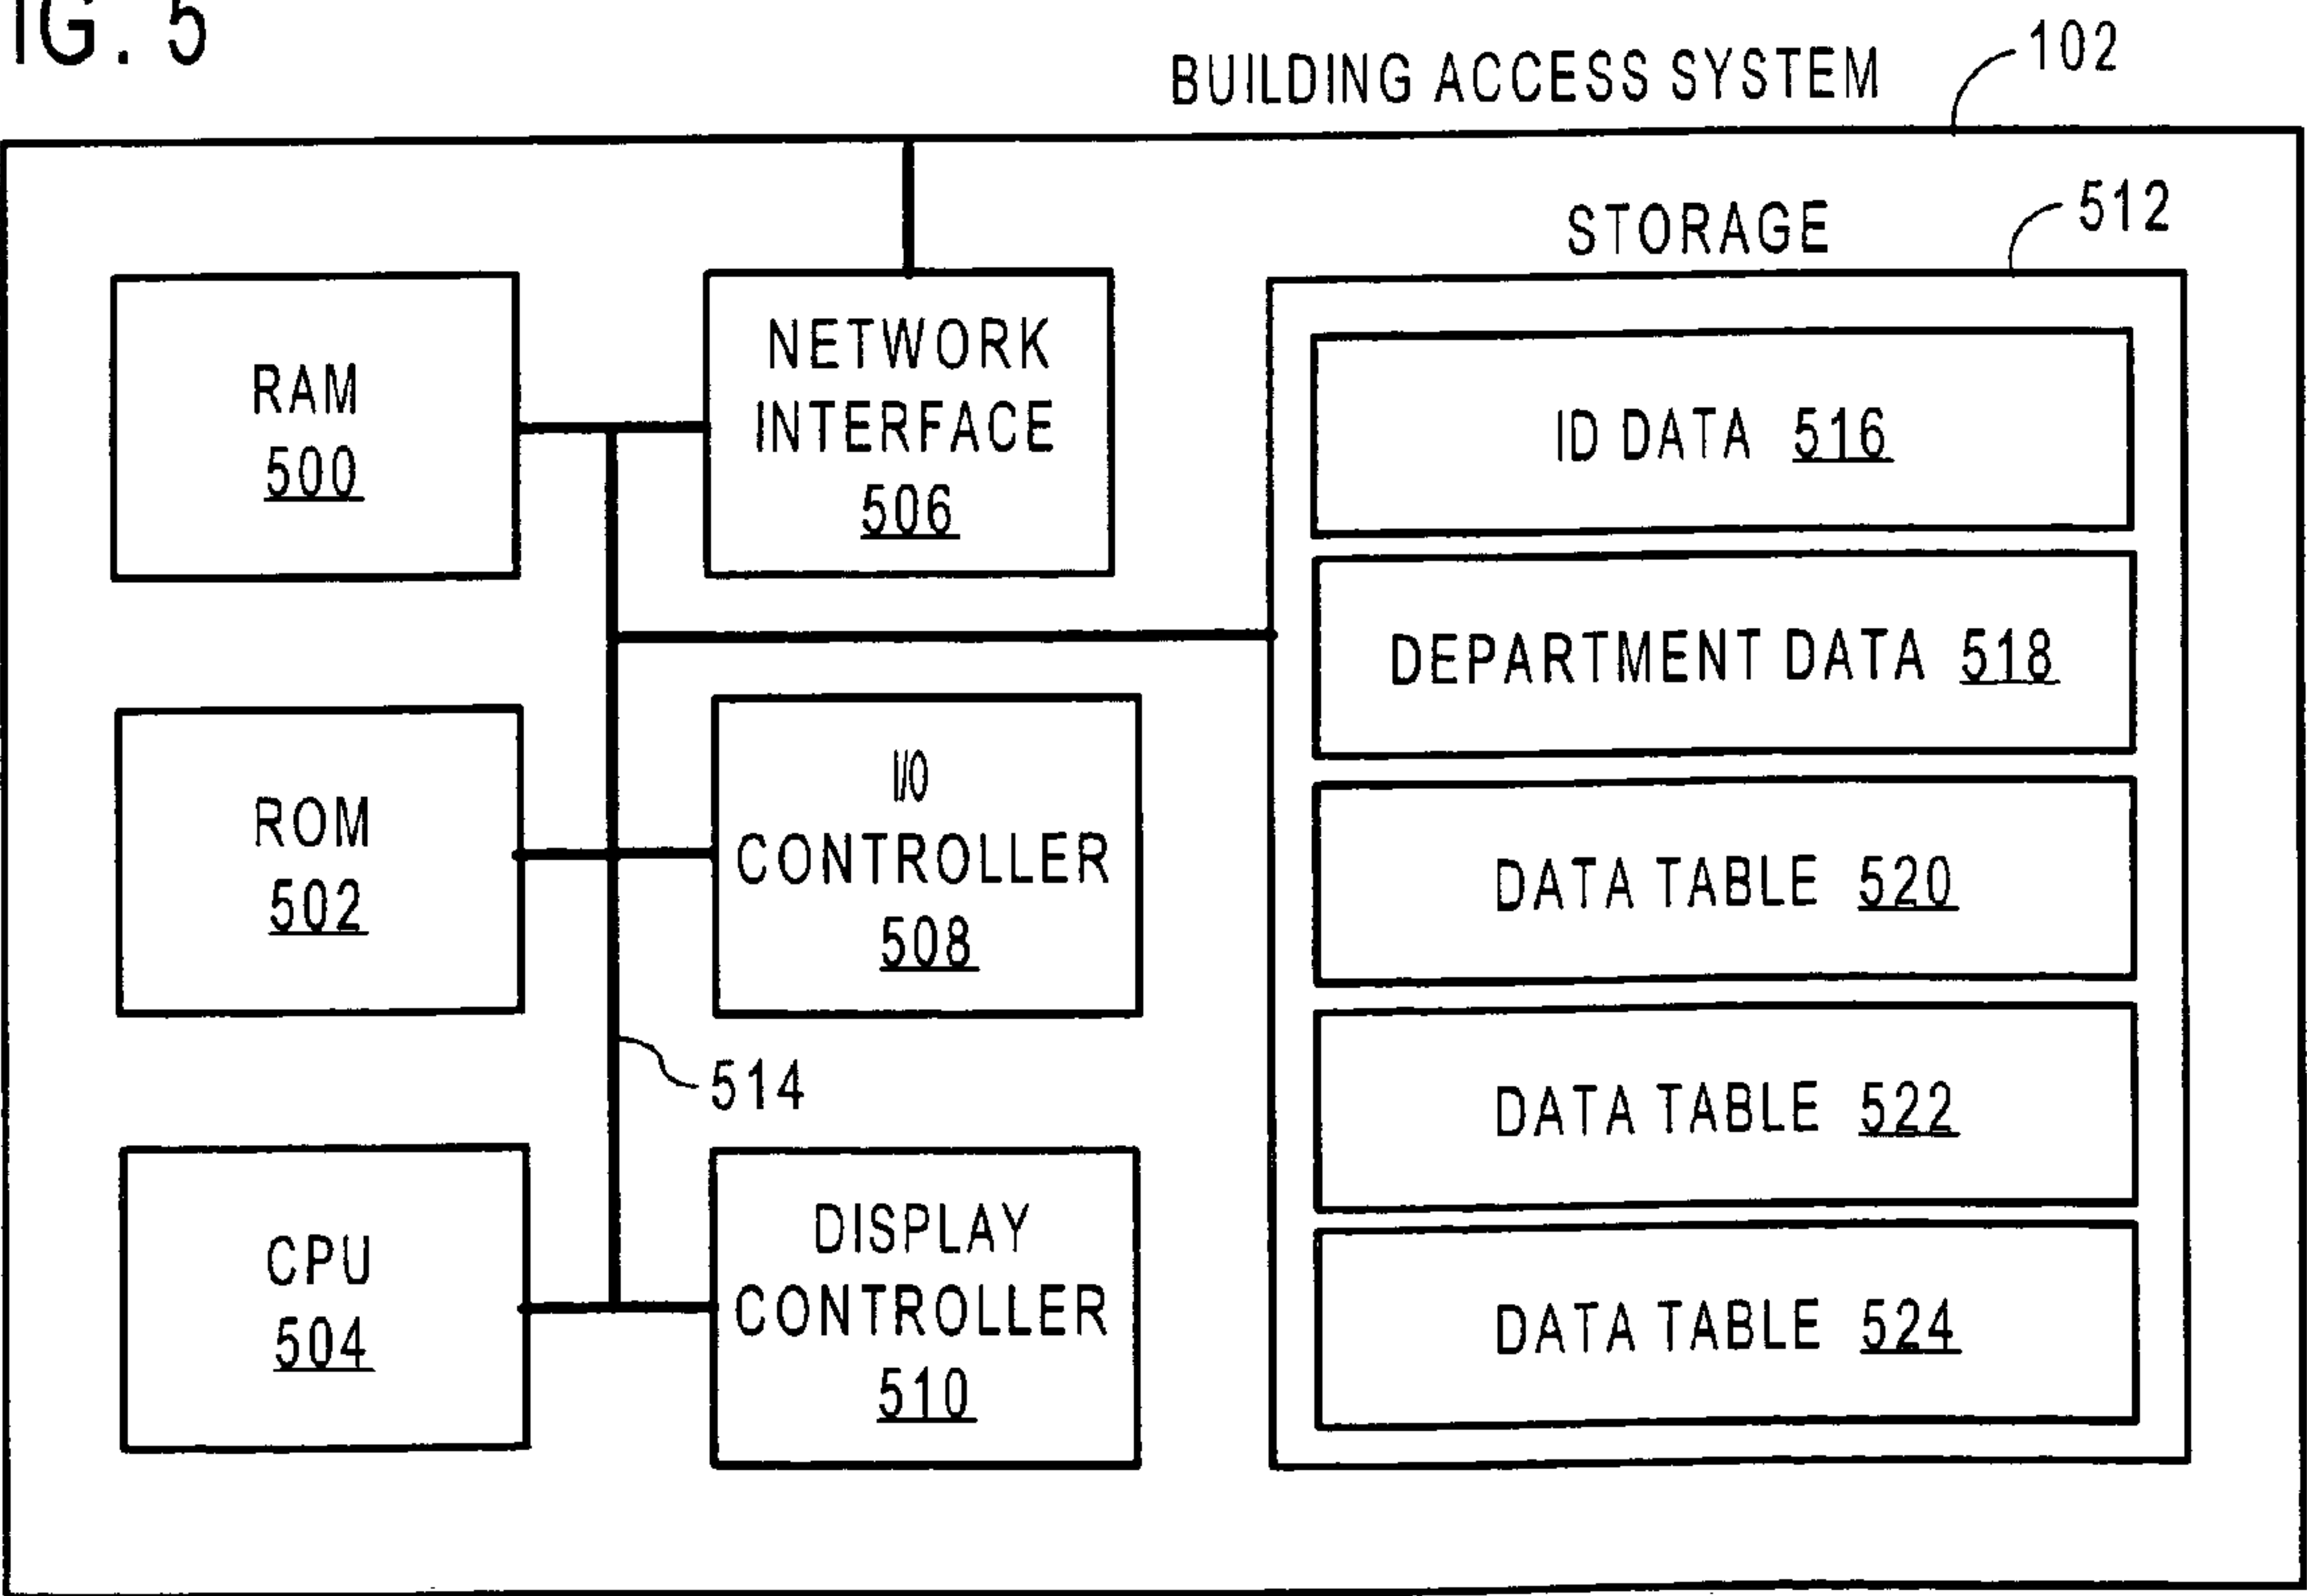 IG. 5
BUILDING ACCESS SYSTEM
102
STORAGE
512
RAM
500
NETWORK
INTERFACE
506
ID DATA 516
DEPARTMENT DATA 518
ROM
502
I/O
CONTROLLER
508
DATA TABLE 520
514
DATA TABLE 522
CPU
504
DISPLAY
CONTROLLER
510
DATA TABLE 524